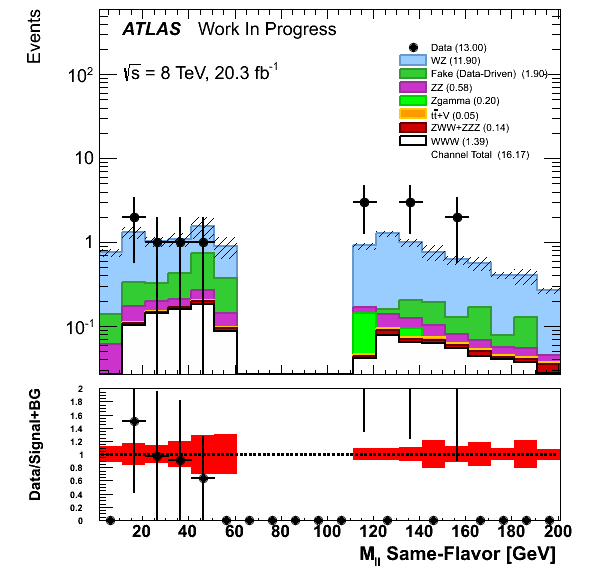 Events
ATLAS Work In Progress
√s = 8 TeV, 20.3 fb⁻¹
Data (13.00)
WZ (11.90)
Fake (Data-Driven) (1.90)
ZZ (0.58)
Zgamma (0.20)
tt̄+V (0.05)
ZWW+ZZZ (0.14)
WWW (1.39)
Channel Total (16.17)
10²
10
1
10⁻¹
Data/Signal+BG
2
1.8
1.6
1.4
1.2
1
0.8
0.6
0.4
0.2
0
20 40 60 80 100 120 140 160 180 200
M_ll Same-Flavor [GeV]